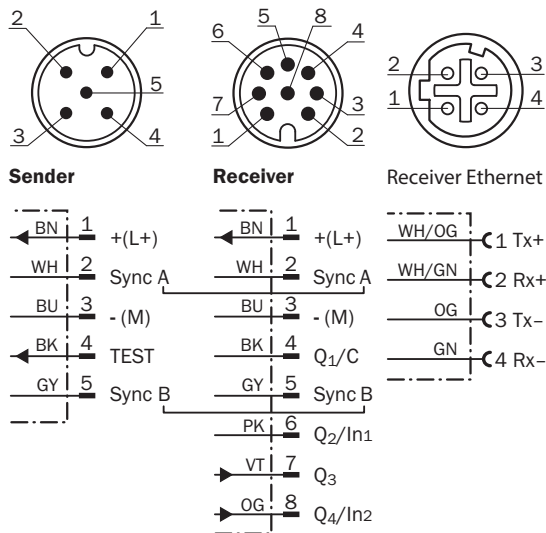 2 1
5
3 4
Sender
5 8
6 4
7 3
1 2
Receiver
2 3
1 4
Receiver Ethernet
BN 1 +(L+)
WH 2 Sync A
BU 3 - (M)
BK 4 TEST
GY 5 Sync B
BN 1 +(L+)
WH 2 Sync A
BU 3 - (M)
BK 4 Q1/C
GY 5 Sync B
PK 6 Q2/In1
VT 7 Q3
OG 8 Q4/In2
WH/OG 1 Tx+
WH/GN 2 Rx+
OG 3 Tx–
GN 4 Rx–